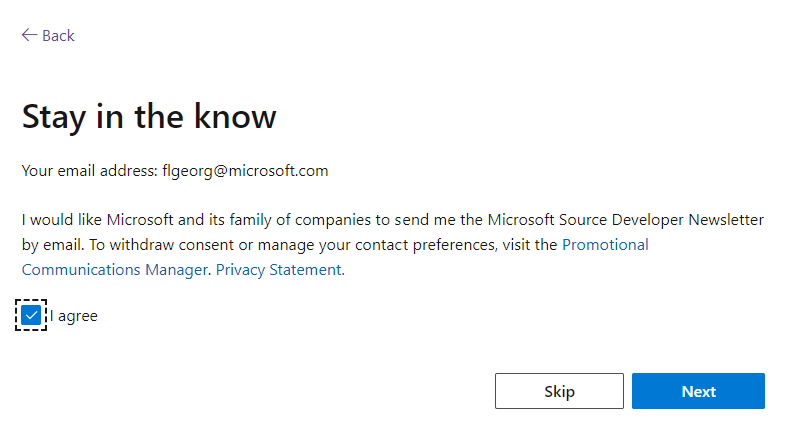 Back
Stay in the know
Your email address: flgeorg@microsoft.com
I would like Microsoft and its family of companies to send me the Microsoft Source Developer Newsletter
by email. To withdraw consent or manage your contact preferences, visit the Promotional
Communications Manager. Privacy Statement.
I agree
Skip
Next